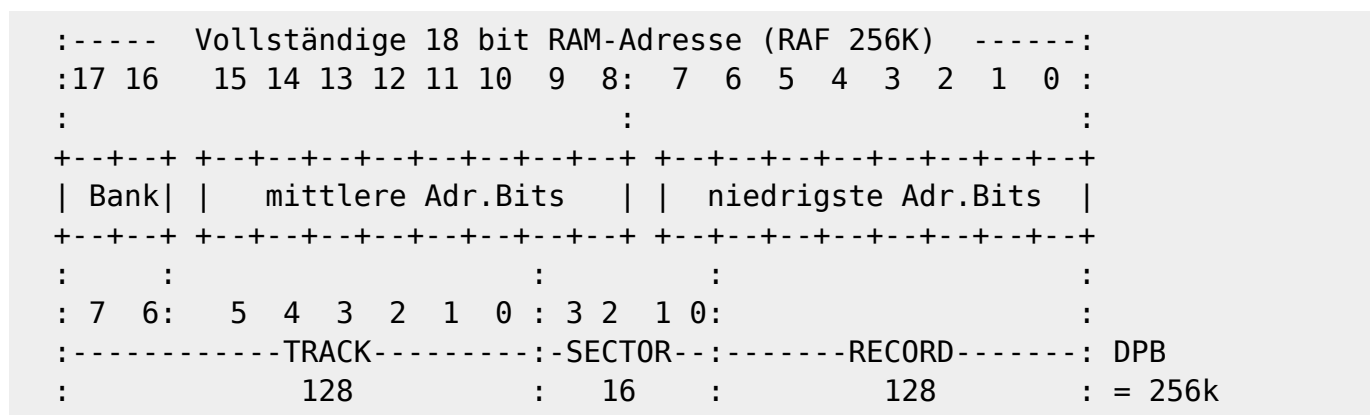 :-----  Vollständige 18 bit RAM-Adresse (RAF 256K)  ------:
:17 16   15 14 13 12 11 10  9  8:  7  6  5  4  3  2  1  0 :
:                               :                         :
+--+--+ +--+--+--+--+--+--+--+--+ +--+--+--+--+--+--+--+--+
| Bank| |   mittlere Adr.Bits   | |  niedrigste Adr.Bits  |
+--+--+ +--+--+--+--+--+--+--+--+ +--+--+--+--+--+--+--+--+
:     :                    :         :                    :
: 7  6:   5  4  3  2  1  0 : 3 2  1 0:                    :
:------------TRACK---------:-SECTOR--:-------RECORD-------: DPB
:            128           :   16    :         128        : = 256k